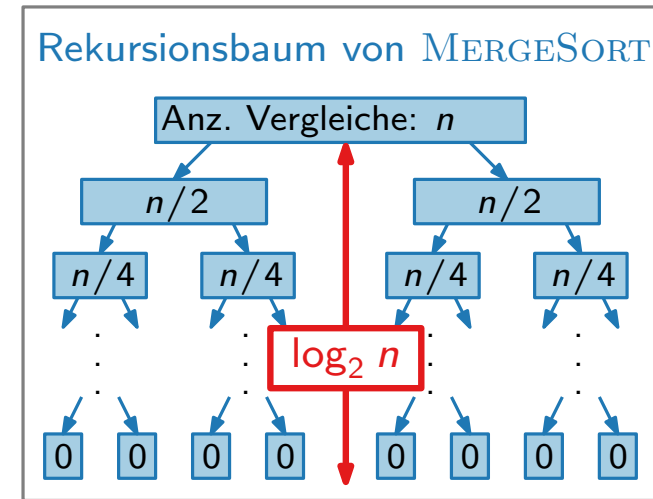 Rekursionsbaum von MERGESORT
Anz. Vergleiche: n
n/2 n/2
n/4 n/4 n/4 n/4
log₂ n
0 0 0 0 0 0 0 0